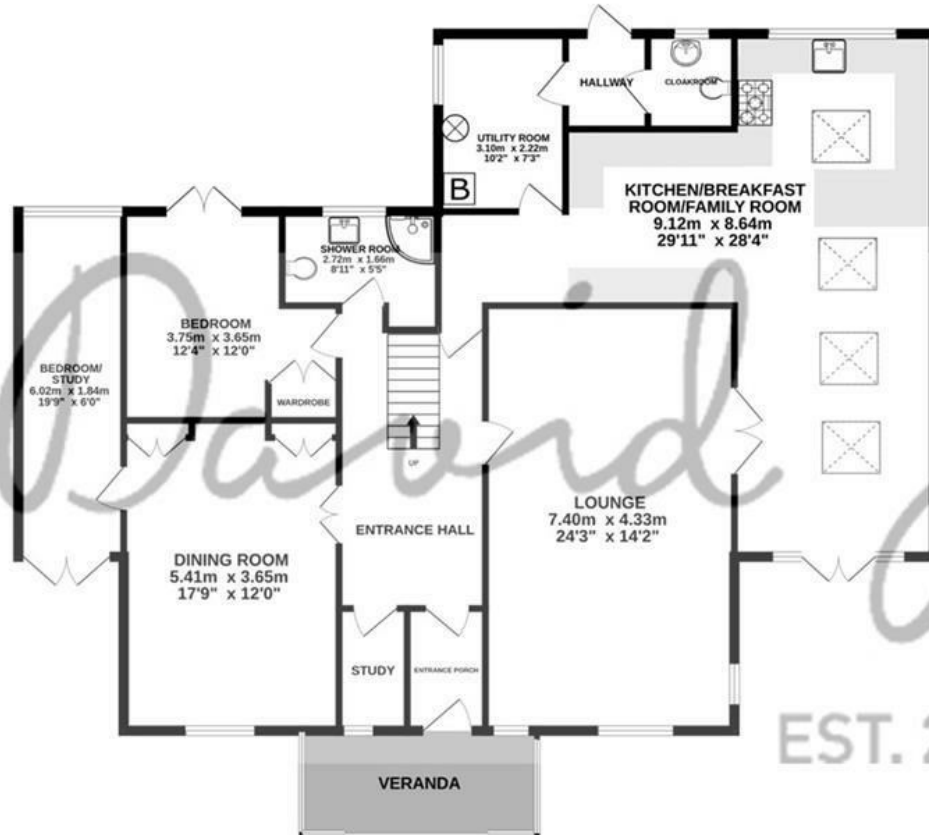 HALLWAY
CLOAKROOM
UTILITY ROOM
3.10m x 2.22m
10'2" x 7'3"
B
KITCHEN/BREAKFAST
ROOM/FAMILY ROOM
9.12m x 8.64m
29'11" x 28'4"
SHOWER ROOM
2.72m x 1.66m
8'11" x 5'5"
BEDROOM
3.75m x 3.65m
12'4" x 12'0"
BEDROOM/
STUDY
6.02m x 1.84m
19'9" x 6'0"
WARDROBE
David
UP
LOUNGE
7.40m x 4.33m
24'3" x 14'2"
ENTRANCE HALL
DINING ROOM
5.41m x 3.65m
17'9" x 12'0"
STUDY
ENTRANCE PORCH
EST. 2
VERANDA